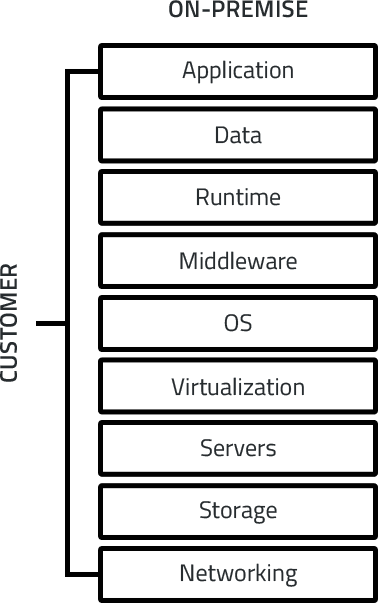 ON-PREMISE
Application
Data
Runtime
Middleware
CUSTOMER
OS
Virtualization
Servers
Storage
Networking